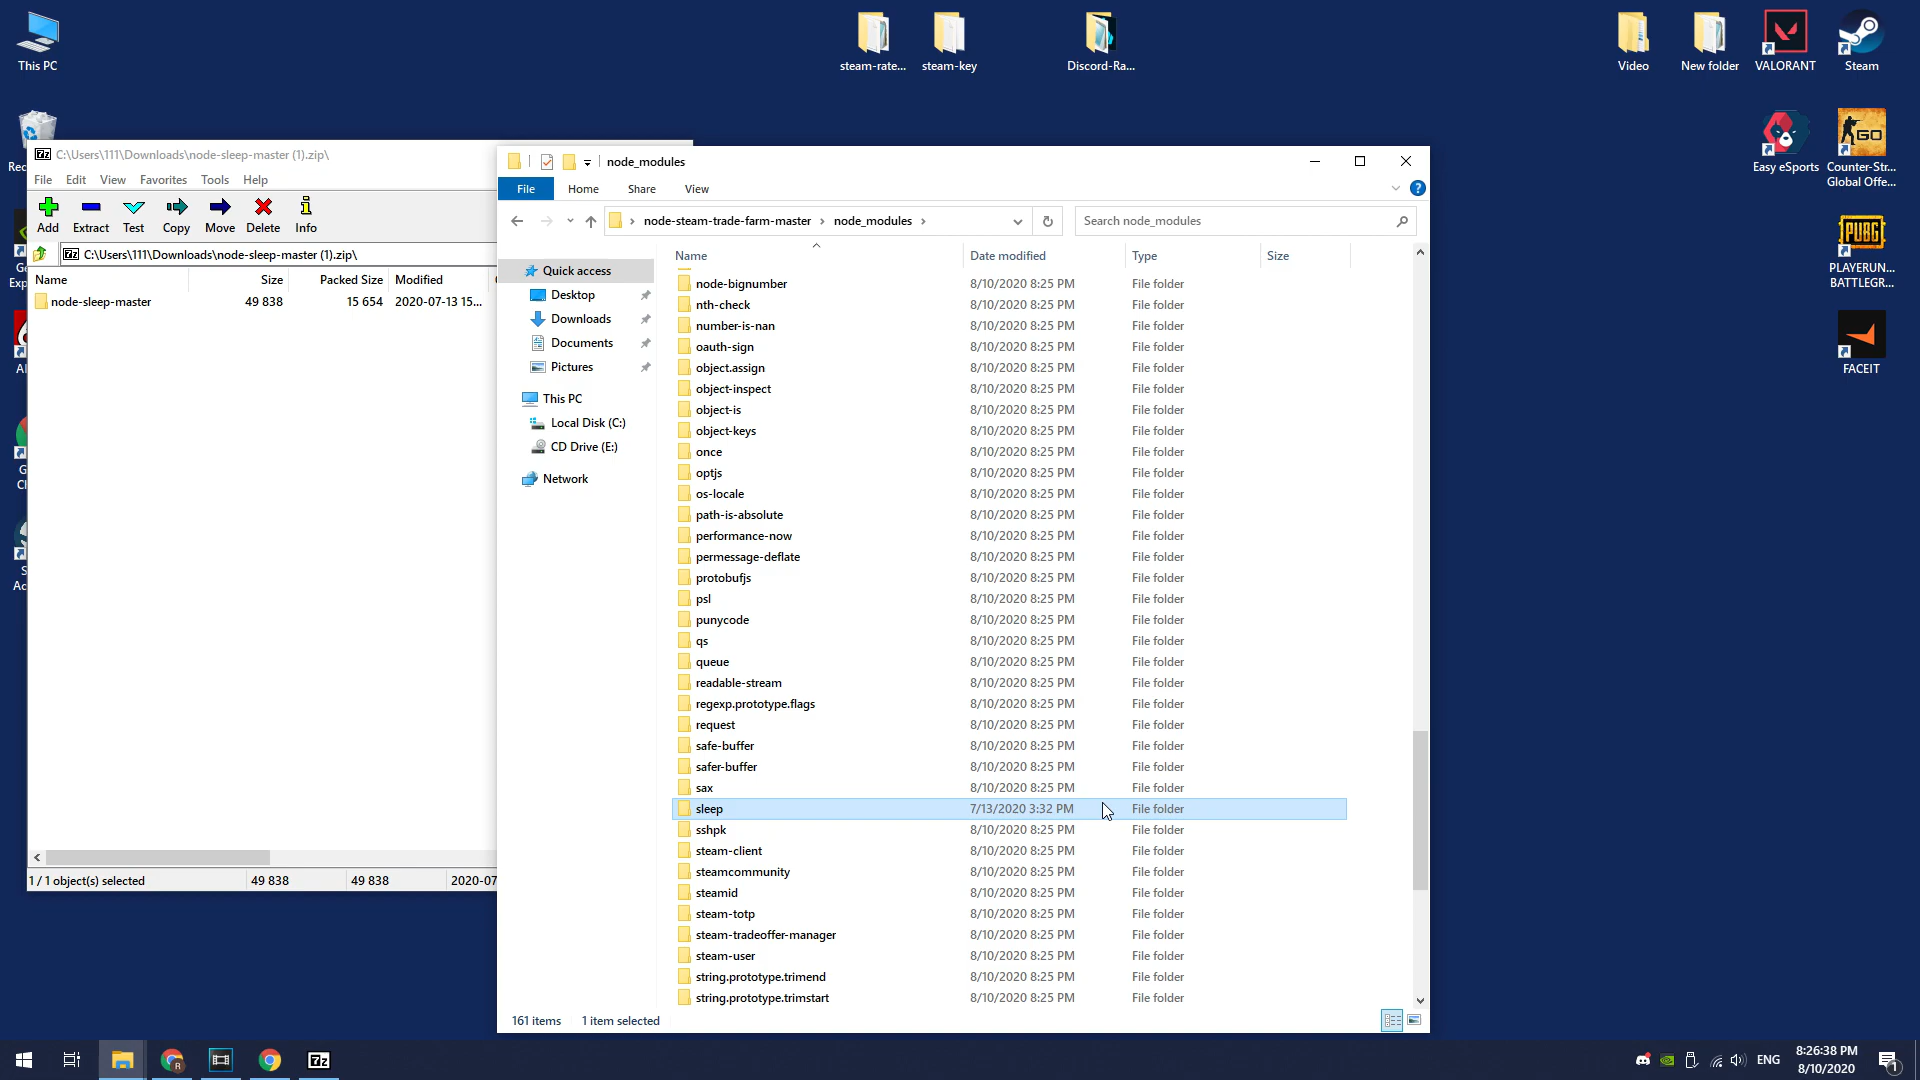 This PC
steam-rate...
steam-key
Discord-Ra...
Video
New folder
VALORANT
Steam
Easy eSports
Counter-Str...
Global Offe...
PLAYERUN...
BATTLEGR...
FACEIT
C:\Users\111\Downloads\node-sleep-master (1).zip\
File Edit View Favorites Tools Help
Add Extract Test Copy Move Delete Info
C:\Users\111\Downloads\node-sleep-master (1).zip\
Name Size Packed Size Modified
node-sleep-master 49 838 15 654 2020-07-13 15...
1 / 1 object(s) selected 49 838 49 838 2020-07
node_modules
File Home Share View
node-steam-trade-farm-master node_modules
Search node_modules
Quick access
Desktop
Downloads
Documents
Pictures
This PC
Local Disk (C:)
CD Drive (E:)
Network
Name Date modified Type Size
node-bignumber 8/10/2020 8:25 PM File folder
nth-check 8/10/2020 8:25 PM File folder
number-is-nan 8/10/2020 8:25 PM File folder
oauth-sign 8/10/2020 8:25 PM File folder
object.assign 8/10/2020 8:25 PM File folder
object-inspect 8/10/2020 8:25 PM File folder
object-is 8/10/2020 8:25 PM File folder
object-keys 8/10/2020 8:25 PM File folder
once 8/10/2020 8:25 PM File folder
optjs 8/10/2020 8:25 PM File folder
os-locale 8/10/2020 8:25 PM File folder
path-is-absolute 8/10/2020 8:25 PM File folder
performance-now 8/10/2020 8:25 PM File folder
permessage-deflate 8/10/2020 8:25 PM File folder
protobufjs 8/10/2020 8:25 PM File folder
psl 8/10/2020 8:25 PM File folder
punycode 8/10/2020 8:25 PM File folder
qs 8/10/2020 8:25 PM File folder
queue 8/10/2020 8:25 PM File folder
readable-stream 8/10/2020 8:25 PM File folder
regexp.prototype.flags 8/10/2020 8:25 PM File folder
request 8/10/2020 8:25 PM File folder
safe-buffer 8/10/2020 8:25 PM File folder
safer-buffer 8/10/2020 8:25 PM File folder
sax 8/10/2020 8:25 PM File folder
sleep 7/13/2020 3:32 PM File folder
sshpk 8/10/2020 8:25 PM File folder
steam-client 8/10/2020 8:25 PM File folder
steamcommunity 8/10/2020 8:25 PM File folder
steamid 8/10/2020 8:25 PM File folder
steam-totp 8/10/2020 8:25 PM File folder
steam-tradeoffer-manager 8/10/2020 8:25 PM File folder
steam-user 8/10/2020 8:25 PM File folder
string.prototype.trimend 8/10/2020 8:25 PM File folder
string.prototype.trimstart 8/10/2020 8:25 PM File folder
161 items 1 item selected
ENG
8:26:38 PM
8/10/2020